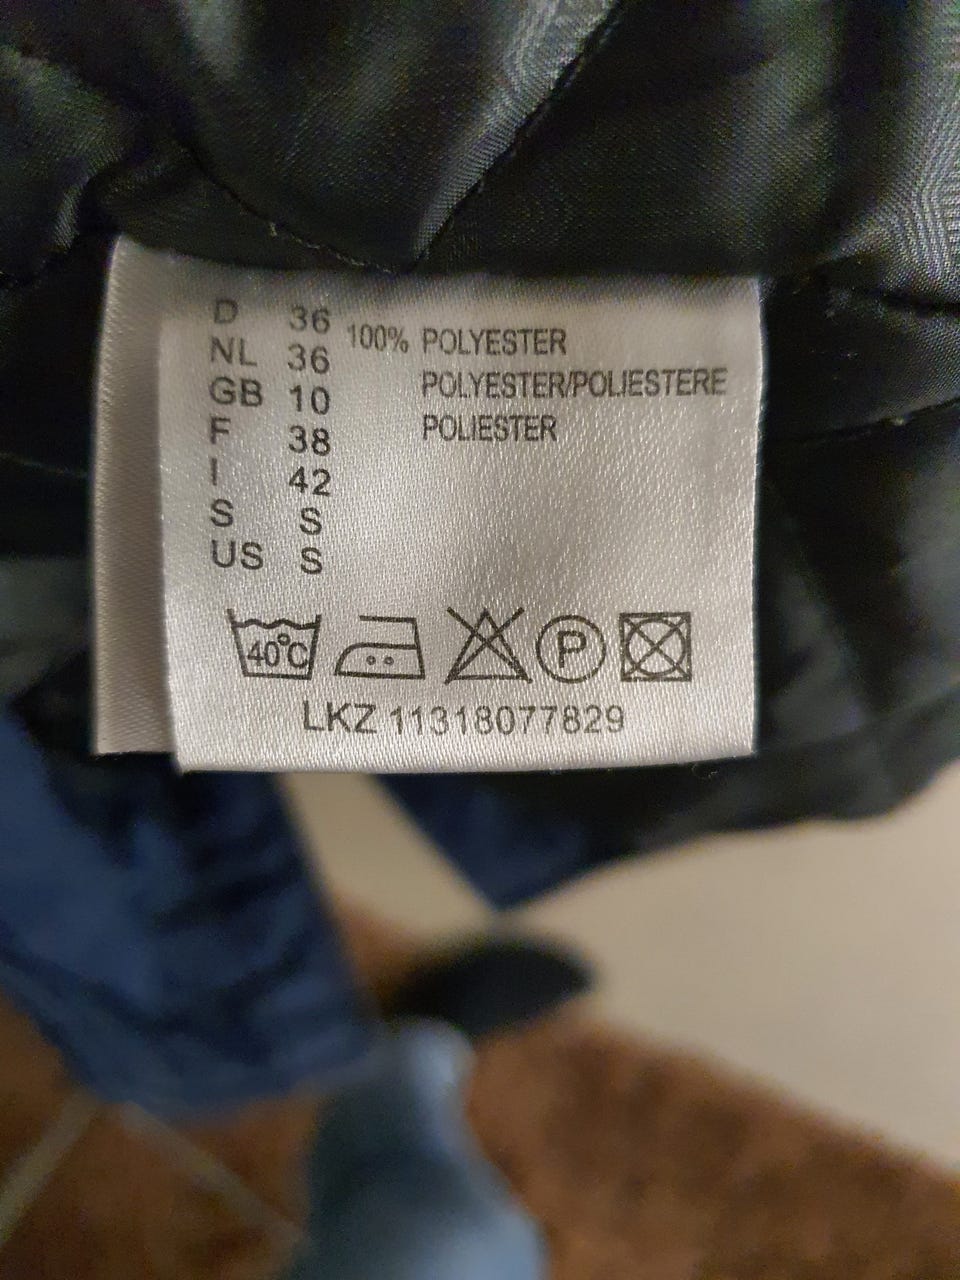 D 36
NL 36
GB 10
F 38
I 42
S S
US S
100% POLYESTER
POLYESTER/POLIESTERE
POLIESTER
40°C
P
LKZ 11318077829